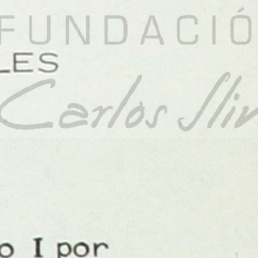 FUNDACIÓ
LES
Carlos Sli
o I por